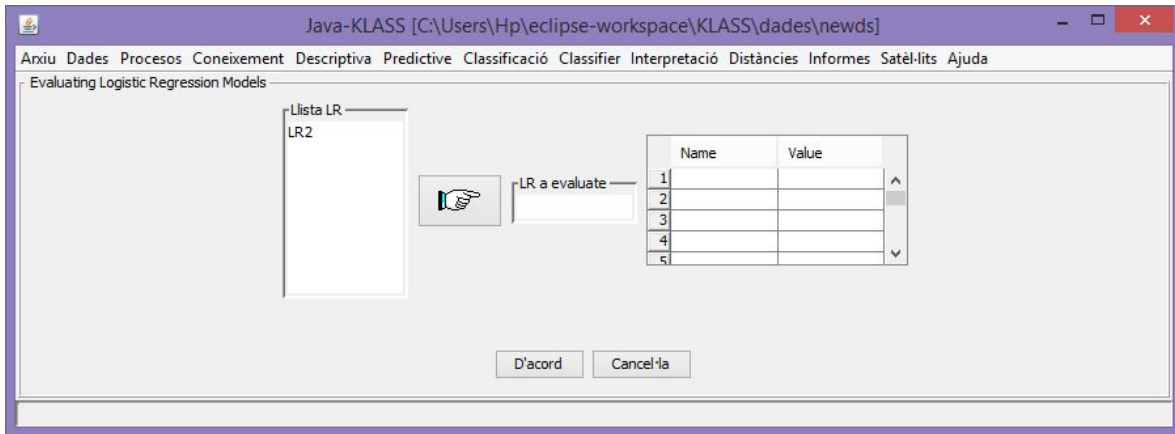 Java-KLASS [C:\Users\Hp\eclipse-workspace\KLASS\dades\newds]
Arxiu Dades Procesos Coneixement Descriptiva Predictive Classificació Classifier Interpretació Distàncies Informes Satèl·lits Ajuda
Evaluating Logistic Regression Models
Llista LR
LR2
LR a evaluate
Name Value
1
2
3
4
5
D'acord Cancel·la